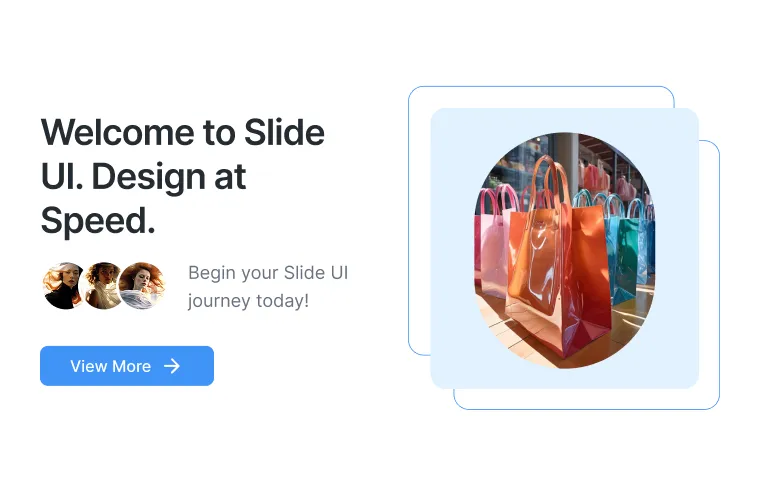 Welcome to Slide
UI. Design at
Speed.
Begin your Slide UI
journey today!
View More